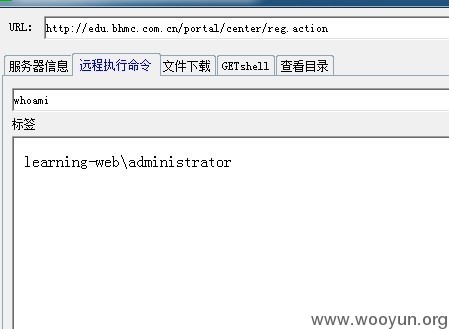 URL: http://edu.bhmc.com.cn/portal/center/reg.action
服务器信息 远程执行命令 文件下载 GETshell 查看目录
whoami
标签
learning-web\administrator
www.wooyun.org